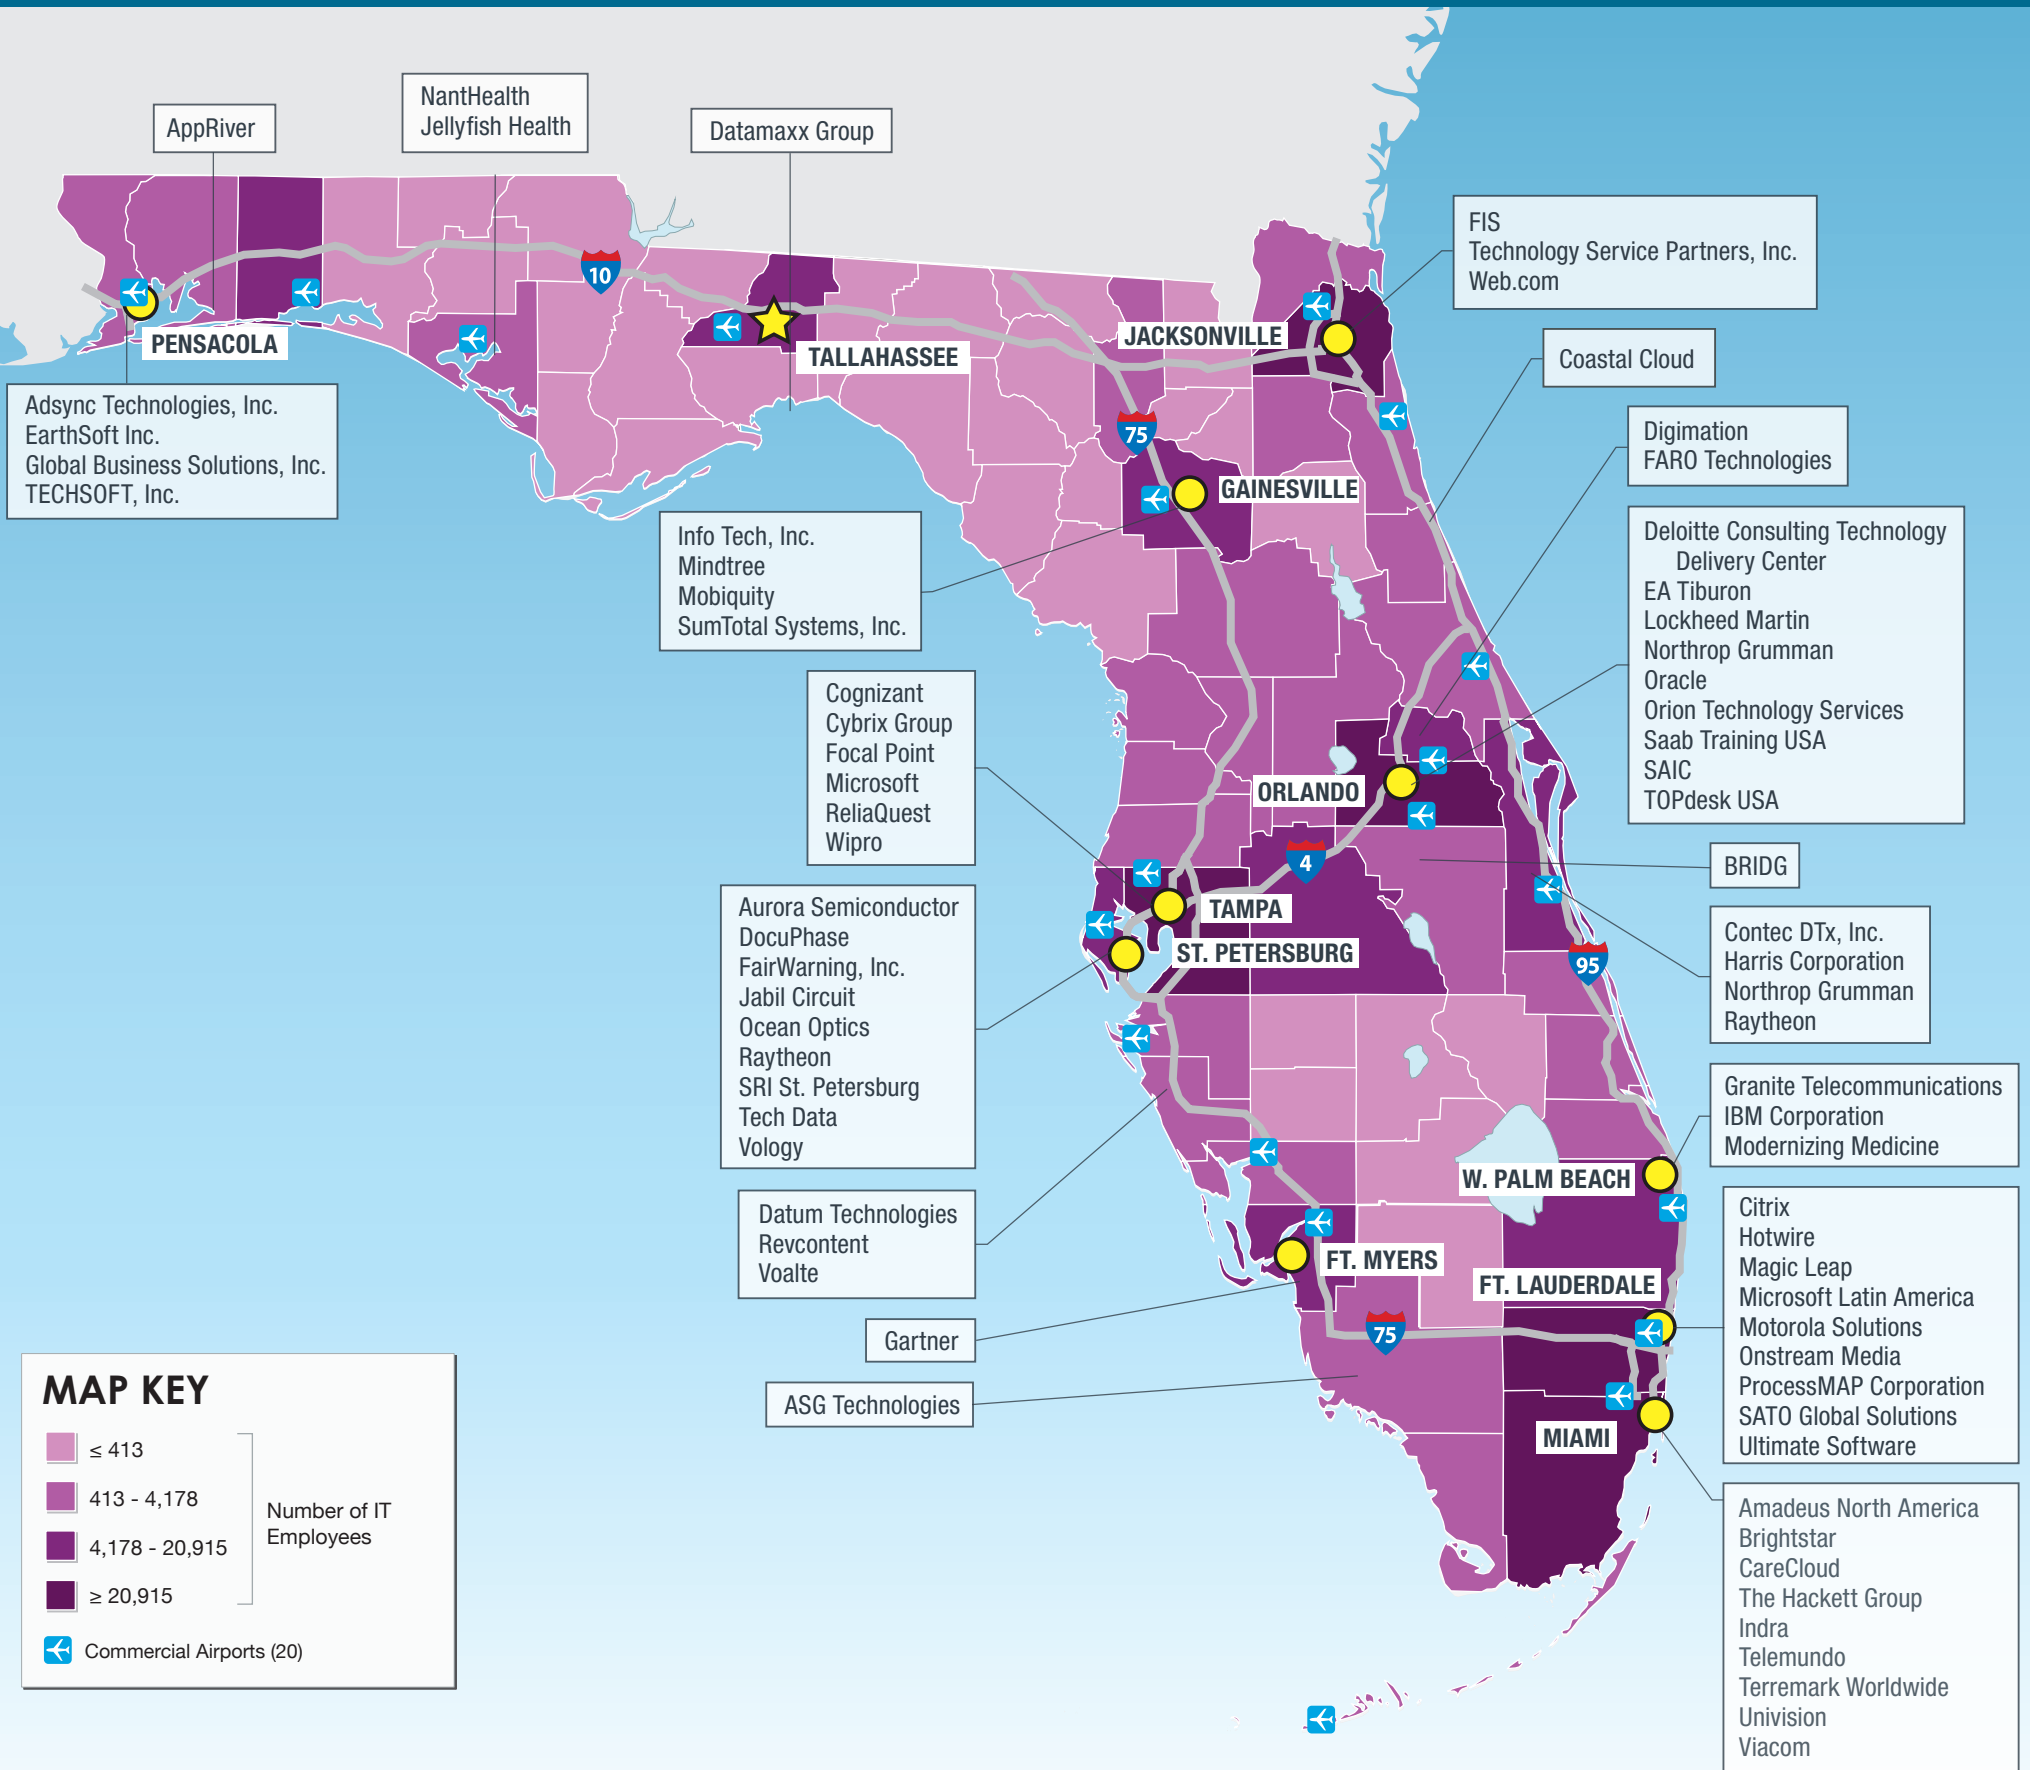 NantHealth
Jellyfish Health
AppRiver
Datamaxx Group
FIS
Technology Service Partners, Inc.
Web.com
10
PENSACOLA
TALLAHASSEE
JACKSONVILLE
Coastal Cloud
Adsync Technologies, Inc.
EarthSoft Inc.
Global Business Solutions, Inc.
TECHSOFT, Inc.
75
Digimation
FARO Technologies
GAINESVILLE
Info Tech, Inc.
Mindtree
Mobiquity
SumTotal Systems, Inc.
Deloitte Consulting Technology
Delivery Center
EA Tiburon
Lockheed Martin
Northrop Grumman
Oracle
Orion Technology Services
Saab Training USA
SAIC
TOPdesk USA
Cognizant
Cybrix Group
Focal Point
Microsoft
ReliaQuest
Wipro
ORLANDO
4
BRIDG
TAMPA
ST. PETERSBURG
95
Aurora Semiconductor
DocuPhase
FairWarning, Inc.
Jabil Circuit
Ocean Optics
Raytheon
SRI St. Petersburg
Tech Data
Vology
Contec DTx, Inc.
Harris Corporation
Northrop Grumman
Raytheon
Granite Telecommunications
IBM Corporation
Modernizing Medicine
W. PALM BEACH
Datum Technologies
Revcontent
Voalte
FT. MYERS
FT. LAUDERDALE
Citrix
Hotwire
Magic Leap
Microsoft Latin America
Motorola Solutions
Onstream Media
ProcessMAP Corporation
SATO Global Solutions
Ultimate Software
Gartner
75
ASG Technologies
MIAMI
Amadeus North America
Brightstar
CareCloud
The Hackett Group
Indra
Telemundo
Terremark Worldwide
Univision
Viacom
MAP KEY
≤ 413
413 - 4,178
4,178 - 20,915
≥ 20,915
Number of IT
Employees
Commercial Airports (20)